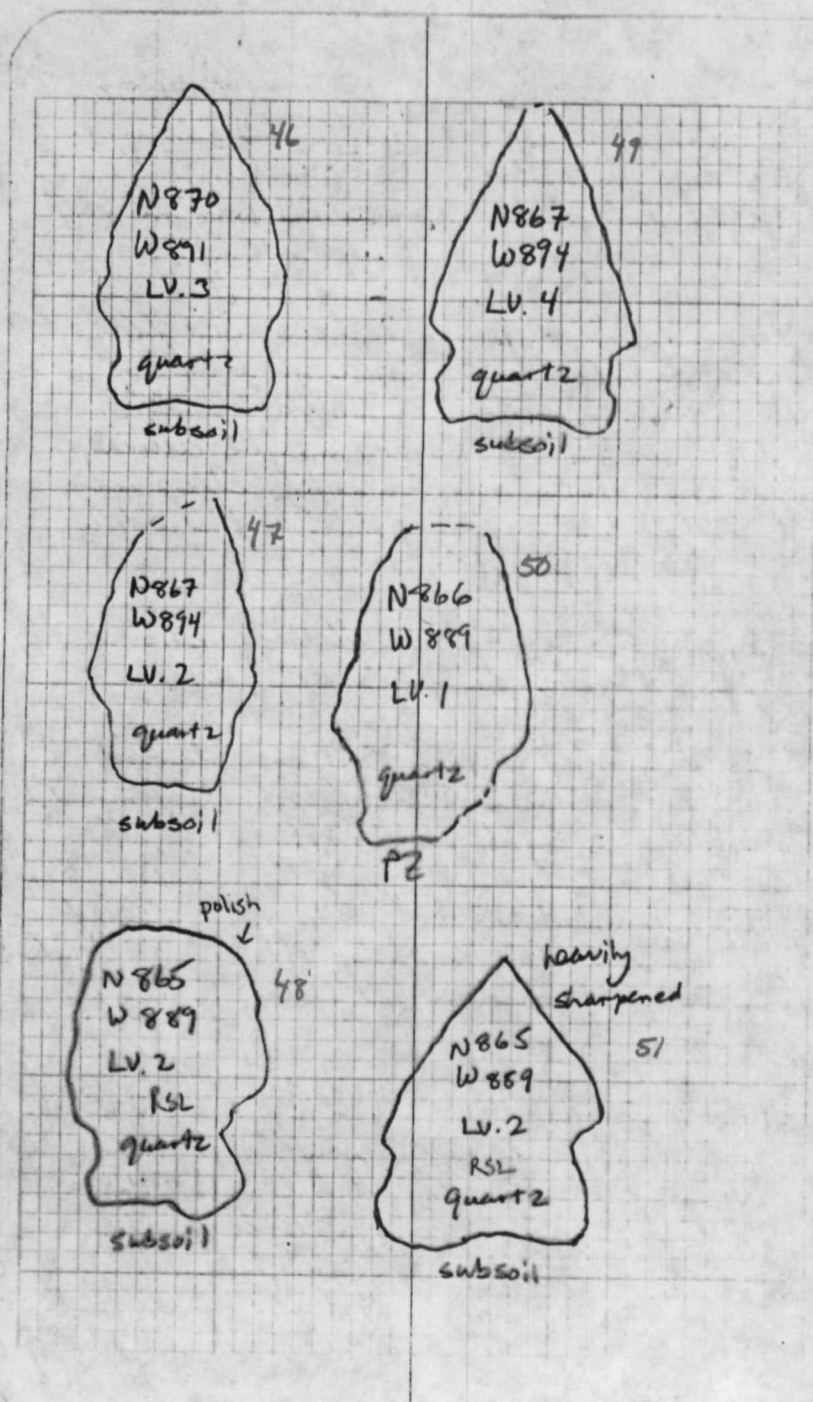 46
N870
W891
LV. 3
quartz
subsoil
49
N867
W894
LV. 4
quartz
subsoil
47
N867
W894
LV. 2
quartz
subsoil
50
N866
W889
LV. 1
quartz
PZ
polish
48
N865
W889
LV. 2
RSL
quartz
subsoil
heavily
sharpened
51
N865
W889
LV. 2
RSL
quartz
subsoil